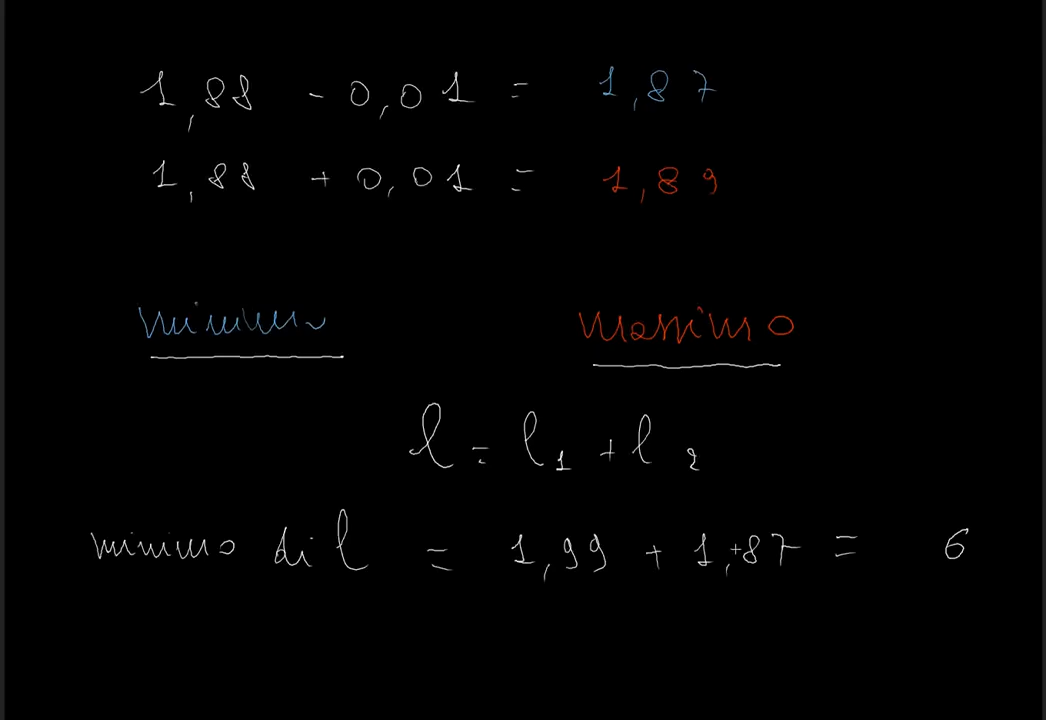 1,88 - 0,01 = 1,87
1,88 + 0,01 = 1,89
minimo massimo
l = l1 + l2
minimo di l = 1,99 + 1,87 = 6